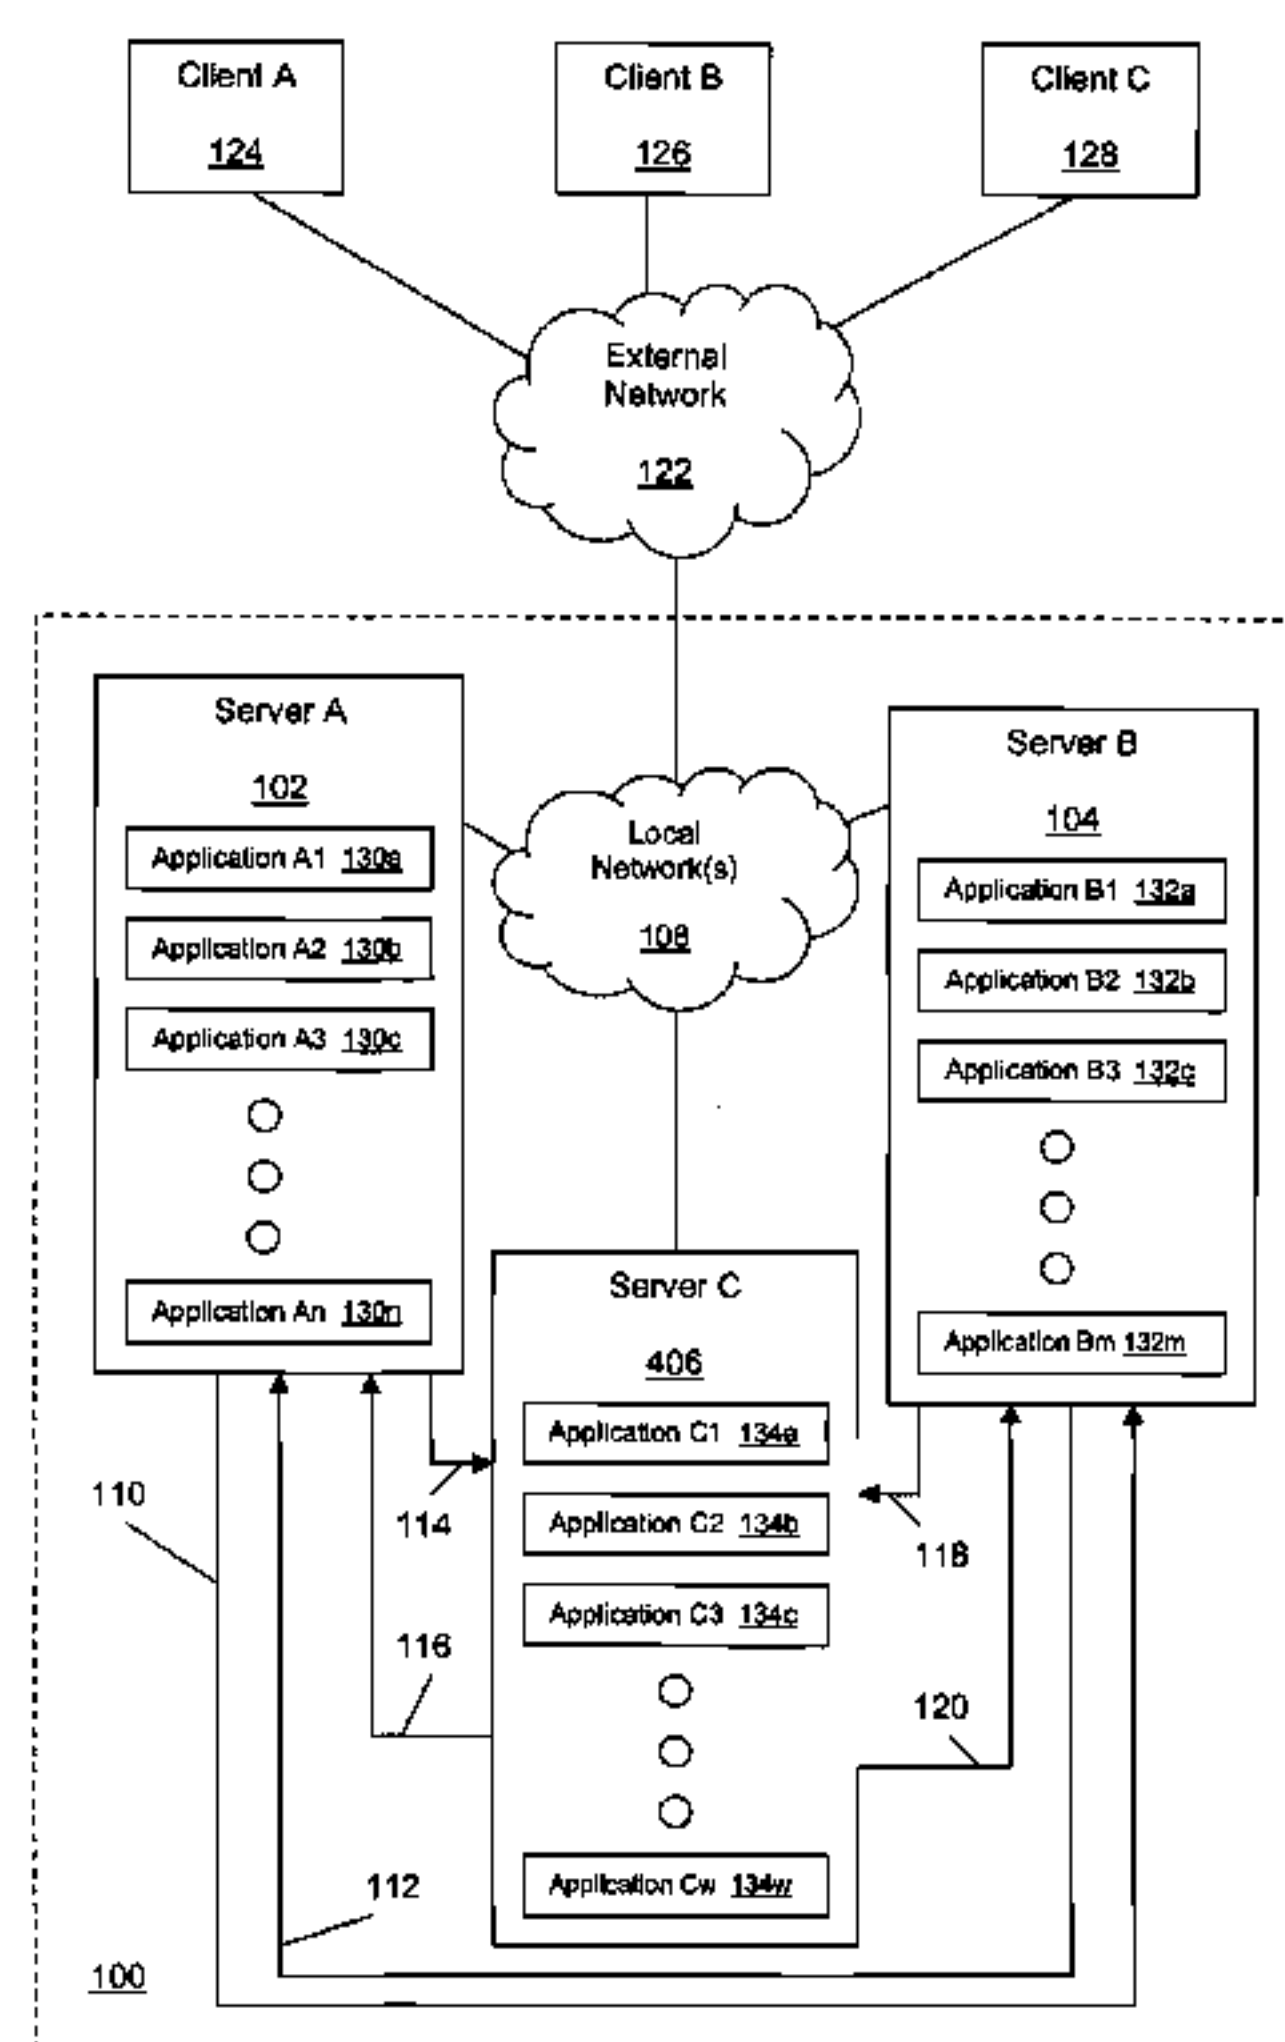 Client A
124
Client B
126
Client C
128
External
Network
122
Server A
102
Application A1 130a
Application A2 130b
Application A3 130c
Application An 130n
Local
Network(s)
108
Server B
104
Application B1 132a
Application B2 132b
Application B3 132c
Application Bm 132m
Server C
406
Application C1 134a
Application C2 134b
Application C3 134c
Application Cw 134w
110
114
118
116
120
112
100